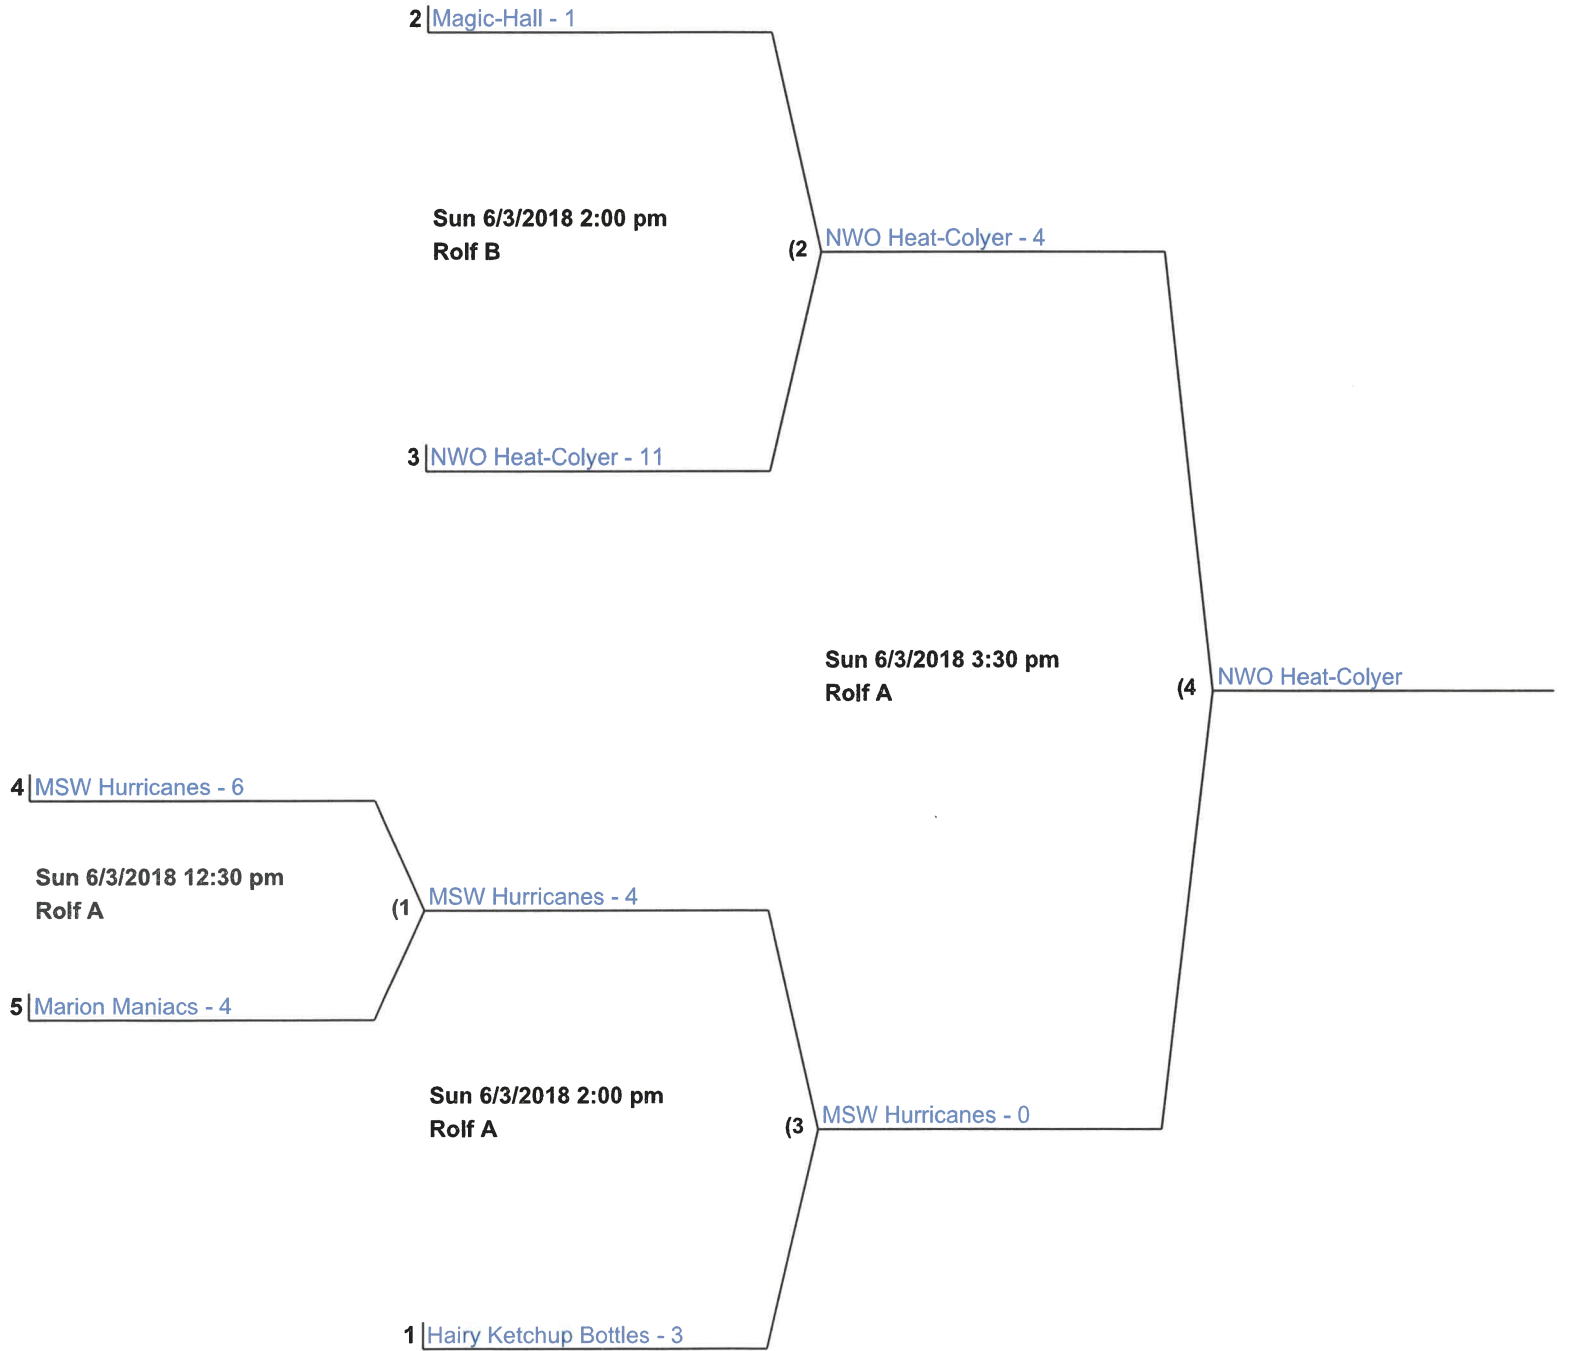 2 Magic-Hall - 1
Sun 6/3/2018 2:00 pm
Rolf B
(2 NWO Heat-Colyer - 4
3 NWO Heat-Colyer - 11
Sun 6/3/2018 3:30 pm
Rolf A
(4 NWO Heat-Colyer
4 MSW Hurricanes - 6
Sun 6/3/2018 12:30 pm
Rolf A
(1 MSW Hurricanes - 4
5 Marion Maniacs - 4
Sun 6/3/2018 2:00 pm
Rolf A
(3 MSW Hurricanes - 0
1 Hairy Ketchup Bottles - 3